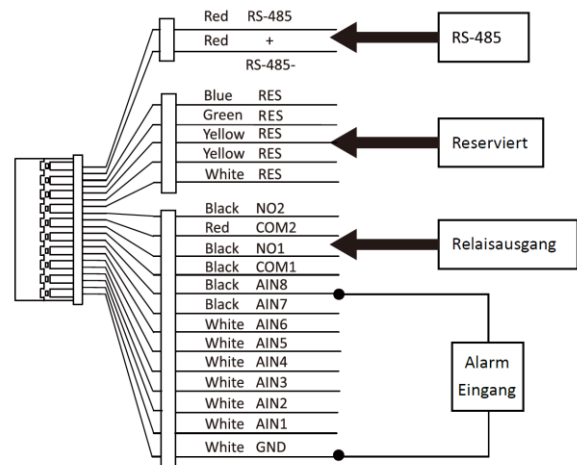 Red RS-485
Red +
RS-485-
RS-485
Blue RES
Green RES
Yellow RES
Yellow RES
White RES
Reserviert
Black NO2
Red COM2
Black NO1
Black COM1
Relaisausgang
Black AIN8
Black AIN7
White AIN6
White AIN5
White AIN4
White AIN3
White AIN2
White AIN1
White GND
Alarm
Eingang